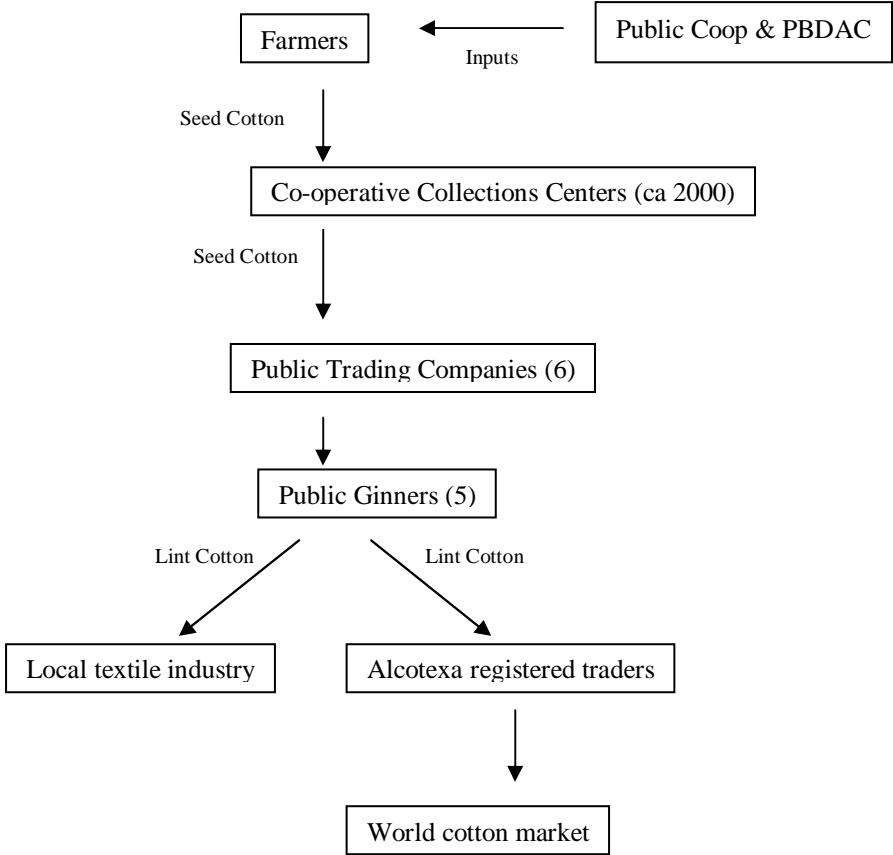 Farmers
Public Coop & PBDAC
Inputs
Seed Cotton
Co-operative Collections Centers (ca 2000)
Seed Cotton
Public Trading Companies (6)
Public Ginners (5)
Lint Cotton
Lint Cotton
Local textile industry
Alcotexa registered traders
World cotton market